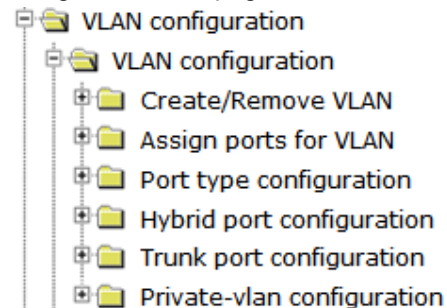 VLAN configuration
VLAN configuration
Create/Remove VLAN
Assign ports for VLAN
Port type configuration
Hybrid port configuration
Trunk port configuration
Private-vlan configuration